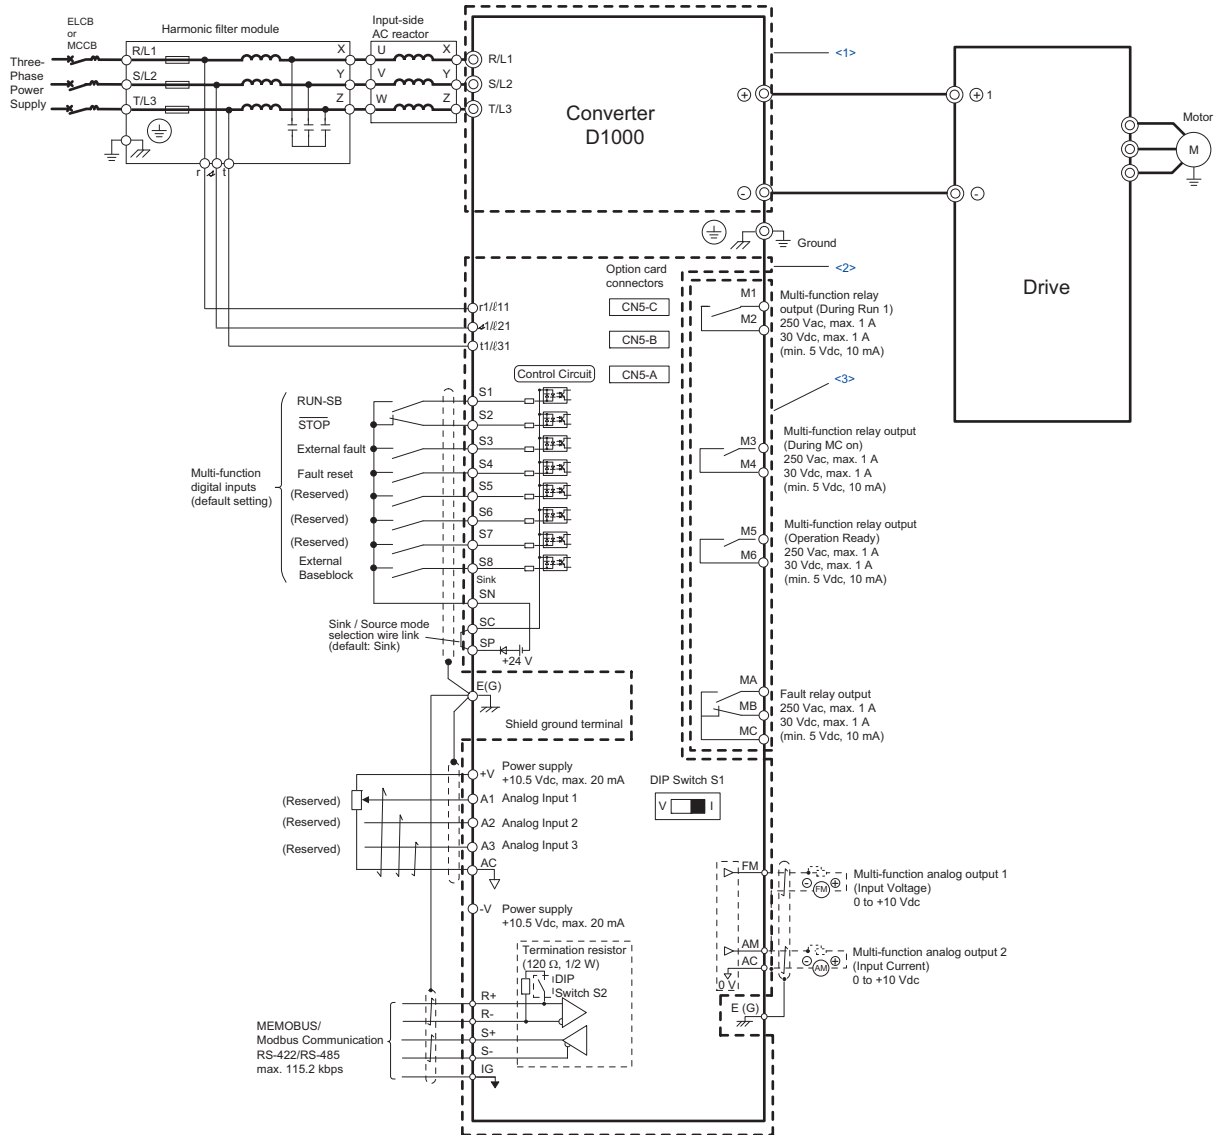 ELCB
or
MCCB
Harmonic filter module
Input-side
AC reactor
Three-
Phase
Power
Supply
R/L1
S/L2
T/L3
X
Y
Z
U
V
W
X
Y
Z
R/L1
S/L2
T/L3
r
t
Converter
D1000
<1>
+
+ 1
-
-
Motor
M
Drive
Ground
<2>
Option card
connectors
CN5-C
CN5-B
CN5-A
r1/ℓ11
1/ℓ21
t1/ℓ31
Control Circuit
M1
M2
Multi-function relay
output (During Run 1)
250 Vac, max. 1 A
30 Vdc, max. 1 A
(min. 5 Vdc, 10 mA)
<3>
M3
M4
Multi-function relay output
(During MC on)
250 Vac, max. 1 A
30 Vdc, max. 1 A
(min. 5 Vdc, 10 mA)
M5
M6
Multi-function relay output
(Operation Ready)
250 Vac, max. 1 A
30 Vdc, max. 1 A
(min. 5 Vdc, 10 mA)
MA
MB
MC
Fault relay output
250 Vac, max. 1 A
30 Vdc, max. 1 A
(min. 5 Vdc, 10 mA)
Multi-function
digital inputs
(default setting)
RUN-SB
STOP
External fault
Fault reset
(Reserved)
(Reserved)
(Reserved)
External
Baseblock
S1
S2
S3
S4
S5
S6
S7
S8
Sink
SN
SC
SP
+24 V
Sink / Source mode
selection wire link
(default: Sink)
E(G)
Shield ground terminal
+V
Power supply
+10.5 Vdc, max. 20 mA
(Reserved)
A1 Analog Input 1
(Reserved)
A2 Analog Input 2
(Reserved)
A3 Analog Input 3
AC
-V
Power supply
+10.5 Vdc, max. 20 mA
DIP Switch S1
V I
FM
FM
Multi-function analog output 1
(Input Voltage)
0 to +10 Vdc
AM
AC
0 V
AM
Multi-function analog output 2
(Input Current)
0 to +10 Vdc
E (G)
Termination resistor
(120 Ω, 1/2 W)
DIP
Switch S2
MEMOBUS/
Modbus Communication
RS-422/RS-485
max. 115.2 kbps
R+
R-
S+
S-
IG